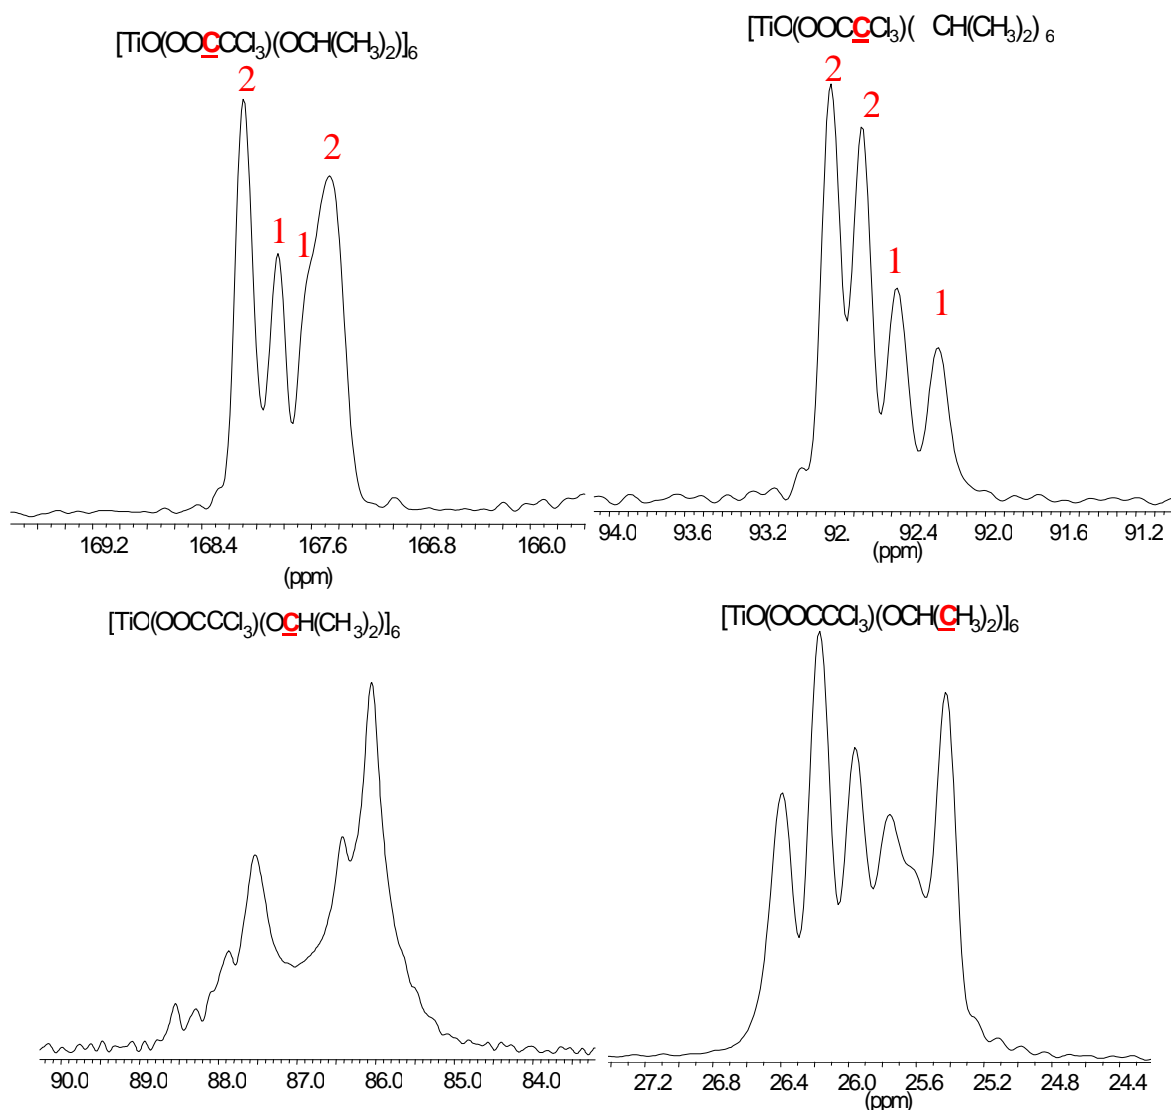 [TiO(OOCCCl3)(OCH(CH3)2)]6
2
1
1
2
169.2 168.4 167.6 166.8 166.0
(ppm)
[TiO(OOCCCl3)( CH(CH3)2) 6
2
2
1
1
94.0 93.6 93.2 92. 92.4 92.0 91.6 91.2
(ppm)
[TiO(OOCCCl3)(OCH(CH3)2)]6
90.0 89.0 88.0 87.0 86.0 85.0 84.0
[TiO(OOCCCl3)(OCH(CH3)2)]6
27.2 26.8 26.4 26.0 25.6 25.2 24.8 24.4
(ppm)